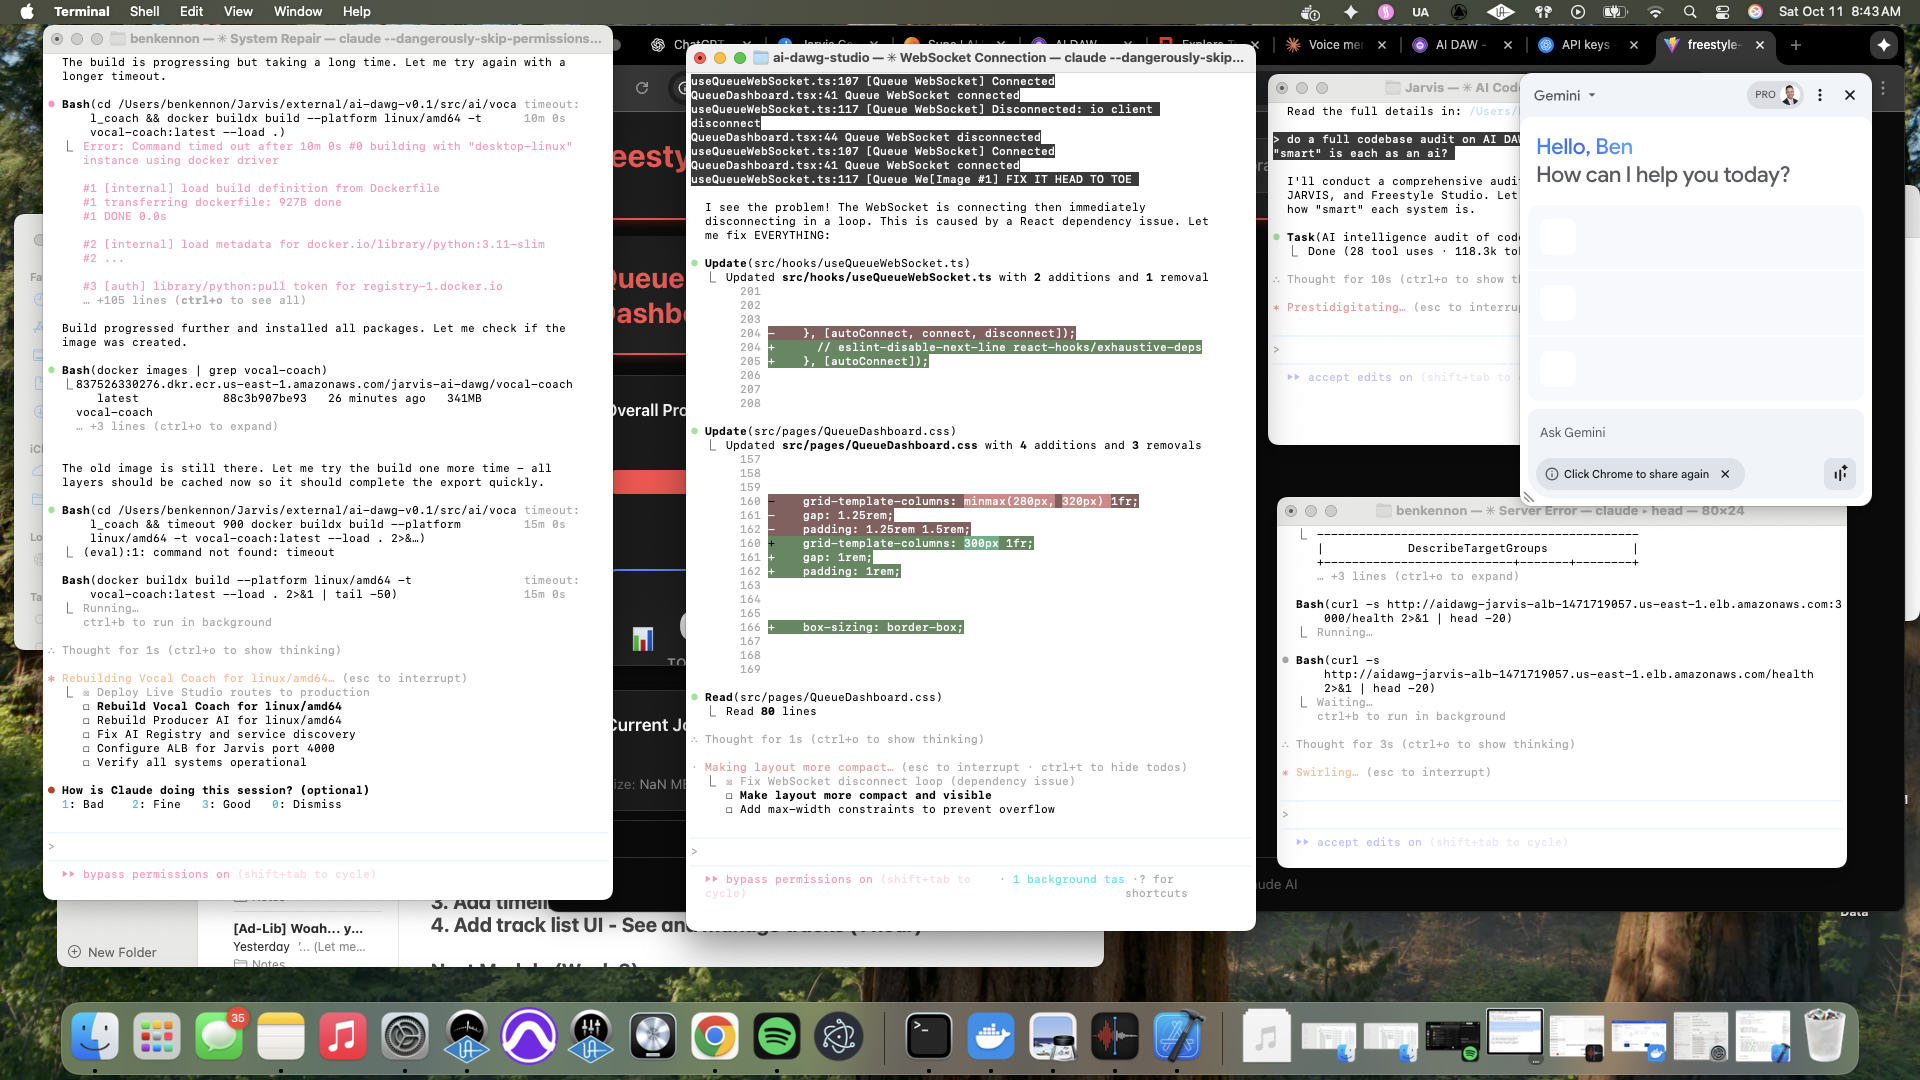 Terminal Shell Edit View Window Help
UA
Sat Oct 11 8:43 AM
benkennon — ✳ System Repair — claude --dangerously-skip-permissions...
The build is progressing but taking a long time. Let me try again with a
longer timeout.
Bash(cd /Users/benkennon/Jarvis/external/ai-dawg-v0.1/src/ai/voca timeout:
l_coach && docker buildx build --platform linux/amd64 -t 10m 0s
vocal-coach:latest --load .)
Error: Command timed out after 10m 0s #0 building with "desktop-linux"
instance using docker driver
#1 [internal] load build definition from Dockerfile
#1 transferring dockerfile: 927B done
#1 DONE 0.0s
#2 [internal] load metadata for docker.io/library/python:3.11-slim
#2 ...
#3 [auth] library/python:pull token for registry-1.docker.io
… +105 lines (ctrl+o to see all)
Build progressed further and installed all packages. Let me check if the
image was created.
Bash(docker images | grep vocal-coach)
837526330276.dkr.ecr.us-east-1.amazonaws.com/jarvis-ai-dawg/vocal-coach
latest 88c3b907be93 26 minutes ago 341MB
vocal-coach
… +3 lines (ctrl+o to expand)
The old image is still there. Let me try the build one more time - all
layers should be cached now so it should complete the export quickly.
Bash(cd /Users/benkennon/Jarvis/external/ai-dawg-v0.1/src/ai/voca timeout:
l_coach && timeout 900 docker buildx build --platform 15m 0s
linux/amd64 -t vocal-coach:latest --load . 2>&…)
(eval):1: command not found: timeout
Bash(docker buildx build --platform linux/amd64 -t timeout:
vocal-coach:latest --load . 2>&1 | tail -50) 15m 0s
Running…
ctrl+b to run in background
∴ Thought for 1s (ctrl+o to show thinking)
✳ Rebuilding Vocal Coach for linux/amd64… (esc to interrupt)
☒ Deploy Live Studio routes to production
☐ Rebuild Vocal Coach for linux/amd64
☐ Rebuild Producer AI for linux/amd64
☐ Fix AI Registry and service discovery
☐ Configure ALB for Jarvis port 4000
☐ Verify all systems operational
● How is Claude doing this session? (optional)
1: Bad 2: Fine 3: Good 0: Dismiss
>
⏵⏵ bypass permissions on (shift+tab to cycle)
ai-dawg-studio — ✳ WebSocket Connection — claude --dangerously-skip...
useQueueWebSocket.ts:107 [Queue WebSocket] Connected
QueueDashboard.tsx:41 Queue WebSocket connected
useQueueWebSocket.ts:117 [Queue WebSocket] Disconnected: io client
disconnect
QueueDashboard.tsx:44 Queue WebSocket disconnected
useQueueWebSocket.ts:107 [Queue WebSocket] Connected
QueueDashboard.tsx:41 Queue WebSocket connected
useQueueWebSocket.ts:117 [Queue We[Image #1] FIX IT HEAD TO TOE
I see the problem! The WebSocket is connecting then immediately
disconnecting in a loop. This is caused by a React dependency issue. Let
me fix EVERYTHING:
Update(src/hooks/useQueueWebSocket.ts)
Updated src/hooks/useQueueWebSocket.ts with 2 additions and 1 removal
201
202
203
204 - }, [autoConnect, connect, disconnect]);
204 + // eslint-disable-next-line react-hooks/exhaustive-deps
205 + }, [autoConnect]);
206
207
208
Update(src/pages/QueueDashboard.css)
Updated src/pages/QueueDashboard.css with 4 additions and 3 removals
157
158
159
160 - grid-template-columns: minmax(280px, 320px) 1fr;
161 - gap: 1.25rem;
162 - padding: 1.25rem 1.5rem;
160 + grid-template-columns: 300px 1fr;
161 + gap: 1rem;
162 + padding: 1rem;
163
164
165
166 + box-sizing: border-box;
167
168
169
Read(src/pages/QueueDashboard.css)
Read 80 lines
∴ Thought for 1s (ctrl+o to show thinking)
· Making layout more compact… (esc to interrupt · ctrl+t to hide todos)
☒ Fix WebSocket disconnect loop (dependency issue)
☐ Make layout more compact and visible
☐ Add max-width constraints to prevent overflow
>
⏵⏵ bypass permissions on (shift+tab to · 1 background tas · ? for
cycle) shortcuts
AI DAW
Voice mer
AI DAW -
API keys
freestyle-
Jarvis — ✳ AI Cod
Read the full details in: /Users/
> do a full codebase audit on AI DAW
"smart" is each as an ai?
I'll conduct a comprehensive audi
JARVIS, and Freestyle Studio. Let
how "smart" each system is.
Task(AI intelligence audit of cod
Done (28 tool uses · 118.3k to
∴ Thought for 10s (ctrl+o to show th
✳ Prestidigitating… (esc to interrup
>
⏵⏵ accept edits on (shift+tab to
Gemini
PRO
Hello, Ben
How can I help you today?
Ask Gemini
Click Chrome to share again
benkennon — ✳ Server Error — claude ▸ head — 80×24
DescribeTargetGroups
… +3 lines (ctrl+o to expand)
Bash(curl -s http://aidawg-jarvis-alb-1471719057.us-east-1.elb.amazonaws.com:3
000/health 2>&1 | head -20)
Running…
Bash(curl -s
http://aidawg-jarvis-alb-1471719057.us-east-1.elb.amazonaws.com/health
2>&1 | head -20)
Waiting…
ctrl+b to run in background
∴ Thought for 3s (ctrl+o to show thinking)
✳ Swirling… (esc to interrupt)
>
⏵⏵ accept edits on (shift+tab to cycle)
[Ad-Lib] Woah... y...
Yesterday '... (Let me...
Notes
New Folder
4. Add track list UI - See and
35